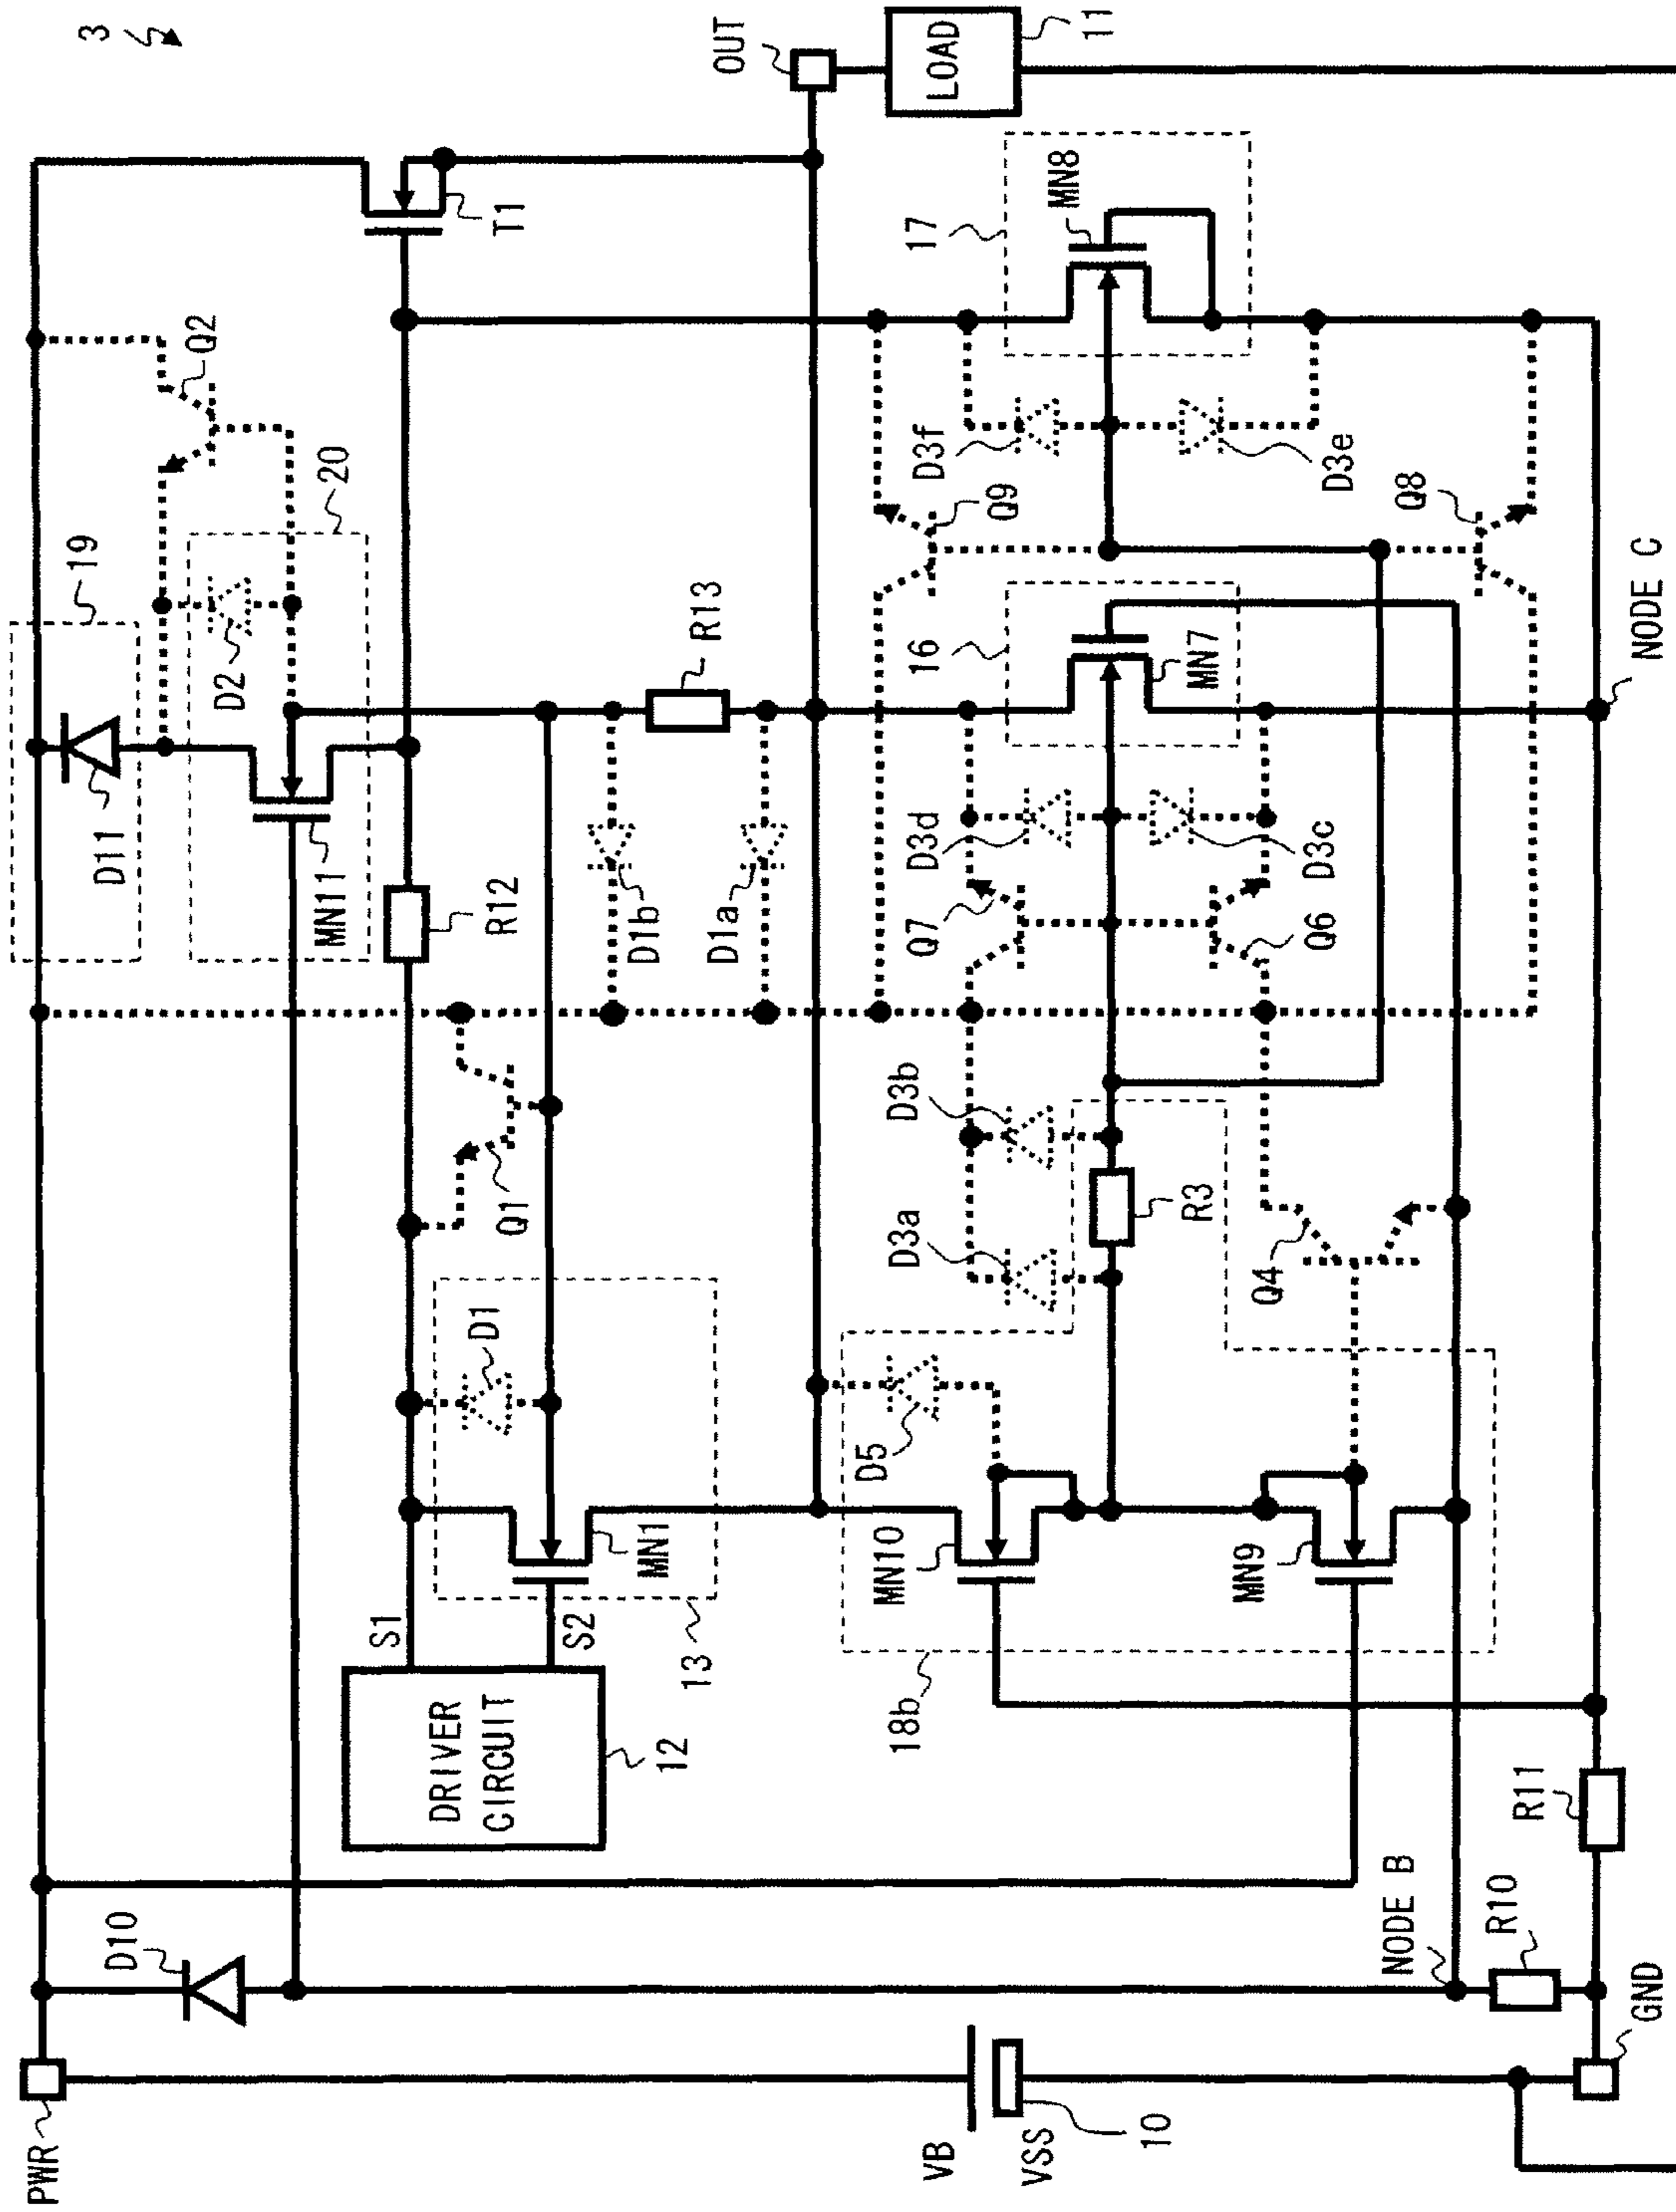 3
PWR
VB
VSS
10
GND
D10
NODE B
R10
R11
DRIVER
CIRCUIT
12
S1
S2
13
MN1
D1
Q1
18b
MN10
MN9
D5
D3a
D3b
R3
Q4
19
D11
20
D2
MN11
Q2
R12
R13
D1b
D1a
T1
OUT
LOAD
11
16
MN7
D3d
D3c
Q7
Q6
17
MN8
D3f
D3e
Q9
Q8
NODE C